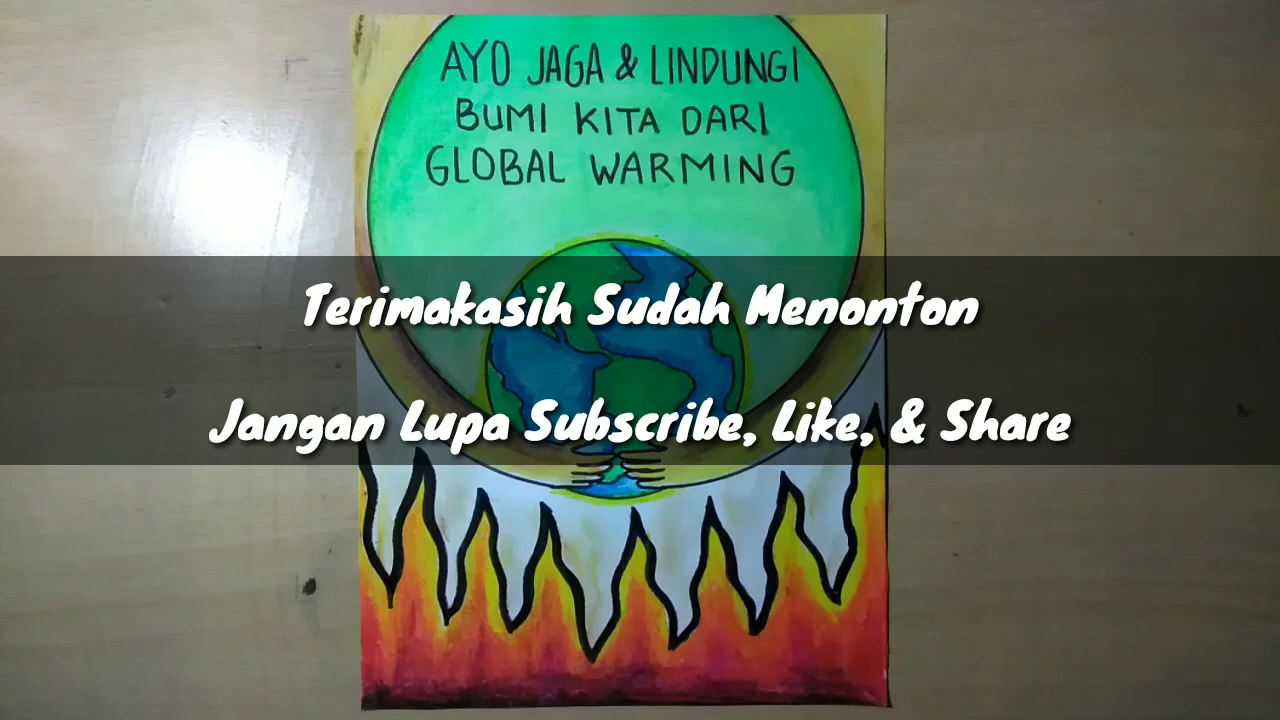 AYO JAGA & LINDUNGI
BUMI KITA DARI
GLOBAL WARMING
Terimakasih Sudah Menonton
Jangan Lupa Subscribe, Like, & Share